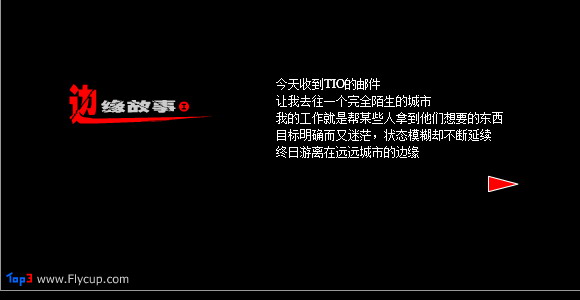 边缘故事
今天收到TIO的邮件
让我去往一个完全陌生的城市
我的工作就是帮某些人拿到他们想要的东西
目标明确而又迷茫，状态模糊却不断延续
终日游离在远远城市的边缘
Top3 www.Flycup.com